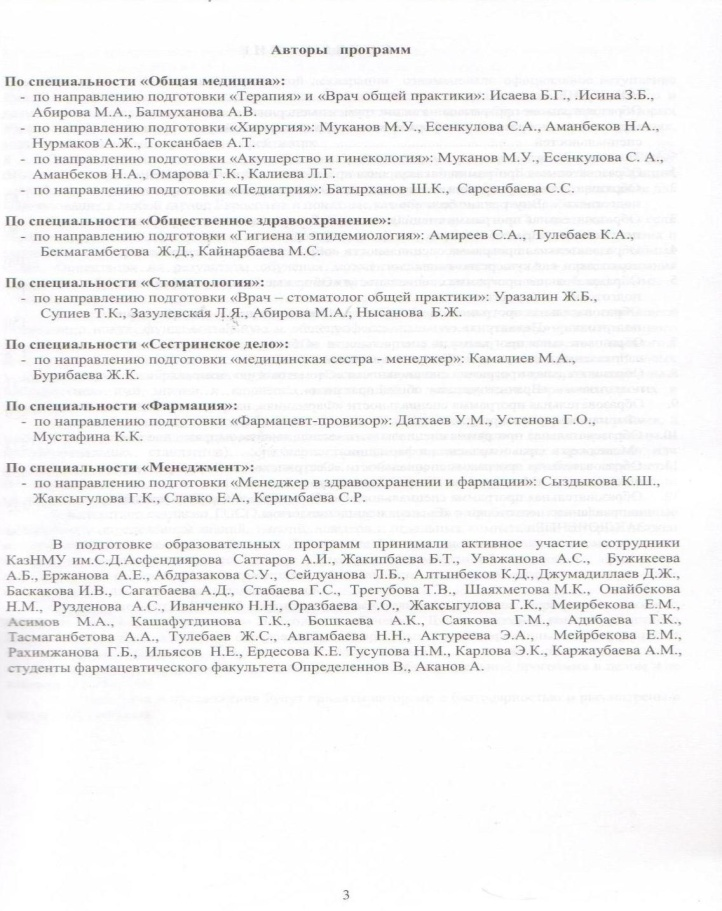 Авторы программ
По специальности «Общая медицина»:
- по направлению подготовки «Терапия» и «Врач общей практики»: Исаева Б.Г., .Исина З.Б.,
Абирова М.А., Балмуханова А.В.
- по направлению подготовки «Хирургия»: Муканов М.У., Есенкулова С.А., Аманбеков Н.А.,
Нурмаков А.Ж., Токсанбаев А.Т.
- по направлению подготовки «Акушерство и гинекология»: Муканов М.У., Есенкулова С. А.,
Аманбеков Н.А., Омарова Г.К., Калиева Л.Г.
- по направлению подготовки «Педиатрия»: Батырханов Ш.К., Сарсенбаева С.С.
По специальности «Общественное здравоохранение»:
- по направлению подготовки «Гигиена и эпидемиология»: Амиреев С.А., Тулебаев К.А.,
Бекмагамбетова Ж.Д., Кайнарбаева М.С.
По специальности «Стоматология»:
- по направлению подготовки «Врач – стоматолог общей практики»: Уразалин Ж.Б.,
Супиев Т.К., Зазулевская Л.Я., Абирова М.А., Нысанова Б.Ж.
По специальности «Сестринское дело»:
- по направлению подготовки «медицинская сестра - менеджер»: Камалиев М.А.,
Бурибаева Ж.К.
По специальности «Фармация»:
- по направлению подготовки «Фармацевт-провизор»: Датхаев У.М., Устенова Г.О.,
Мустафина К.К.
По специальности «Менеджмент»:
- по направлению подготовки «Менеджер в здравоохранении и фармации»: Сыздыкова К.Ш.,
Жаксыгулова Г.К., Славко Е.А., Керимбаева С.Р.
В подготовке образовательных программ принимали активное участие сотрудники
КазНМУ им.С.Д.Асфендиярова Саттаров А.И., Жакипбаева Б.Т., Уважанова А.С., Бужикеева
А.Б., Ержанова А.Е., Абдразакова С.У., Сейдуанова Л.Б., Алтынбеков К.Д., Джумадиллаев Д.Ж.,
Баскакова И.В., Сагатбаева А.Д., Стабаева Г.С., Трегубова Т.В., Шаяхметова М.К., Онайбекова
Н.М., Рузденова А.С., Иванченко Н.Н., Оразбаева Г.О., Жаксыгулова Г.К., Меирбекова Е.М.,
Асимов М.А., Кашафутдинова Г.К., Бошкаева А.К., Саякова Г.М., Адибаева Г.К.,
Тасмаганбетова А.А., Тулебаев Ж.С., Авгамбаева Н.Н., Актуреева Э.А., Мейрбекова Е.М.,
Рахимжанова Г.Б., Ильясов Н.Е., Ердесова К.Е. Тусупова Н.М., Карлова Э.К., Каржаубаева А.М.,
студенты фармацевтического факультета Определеннов В., Аканов А.
3